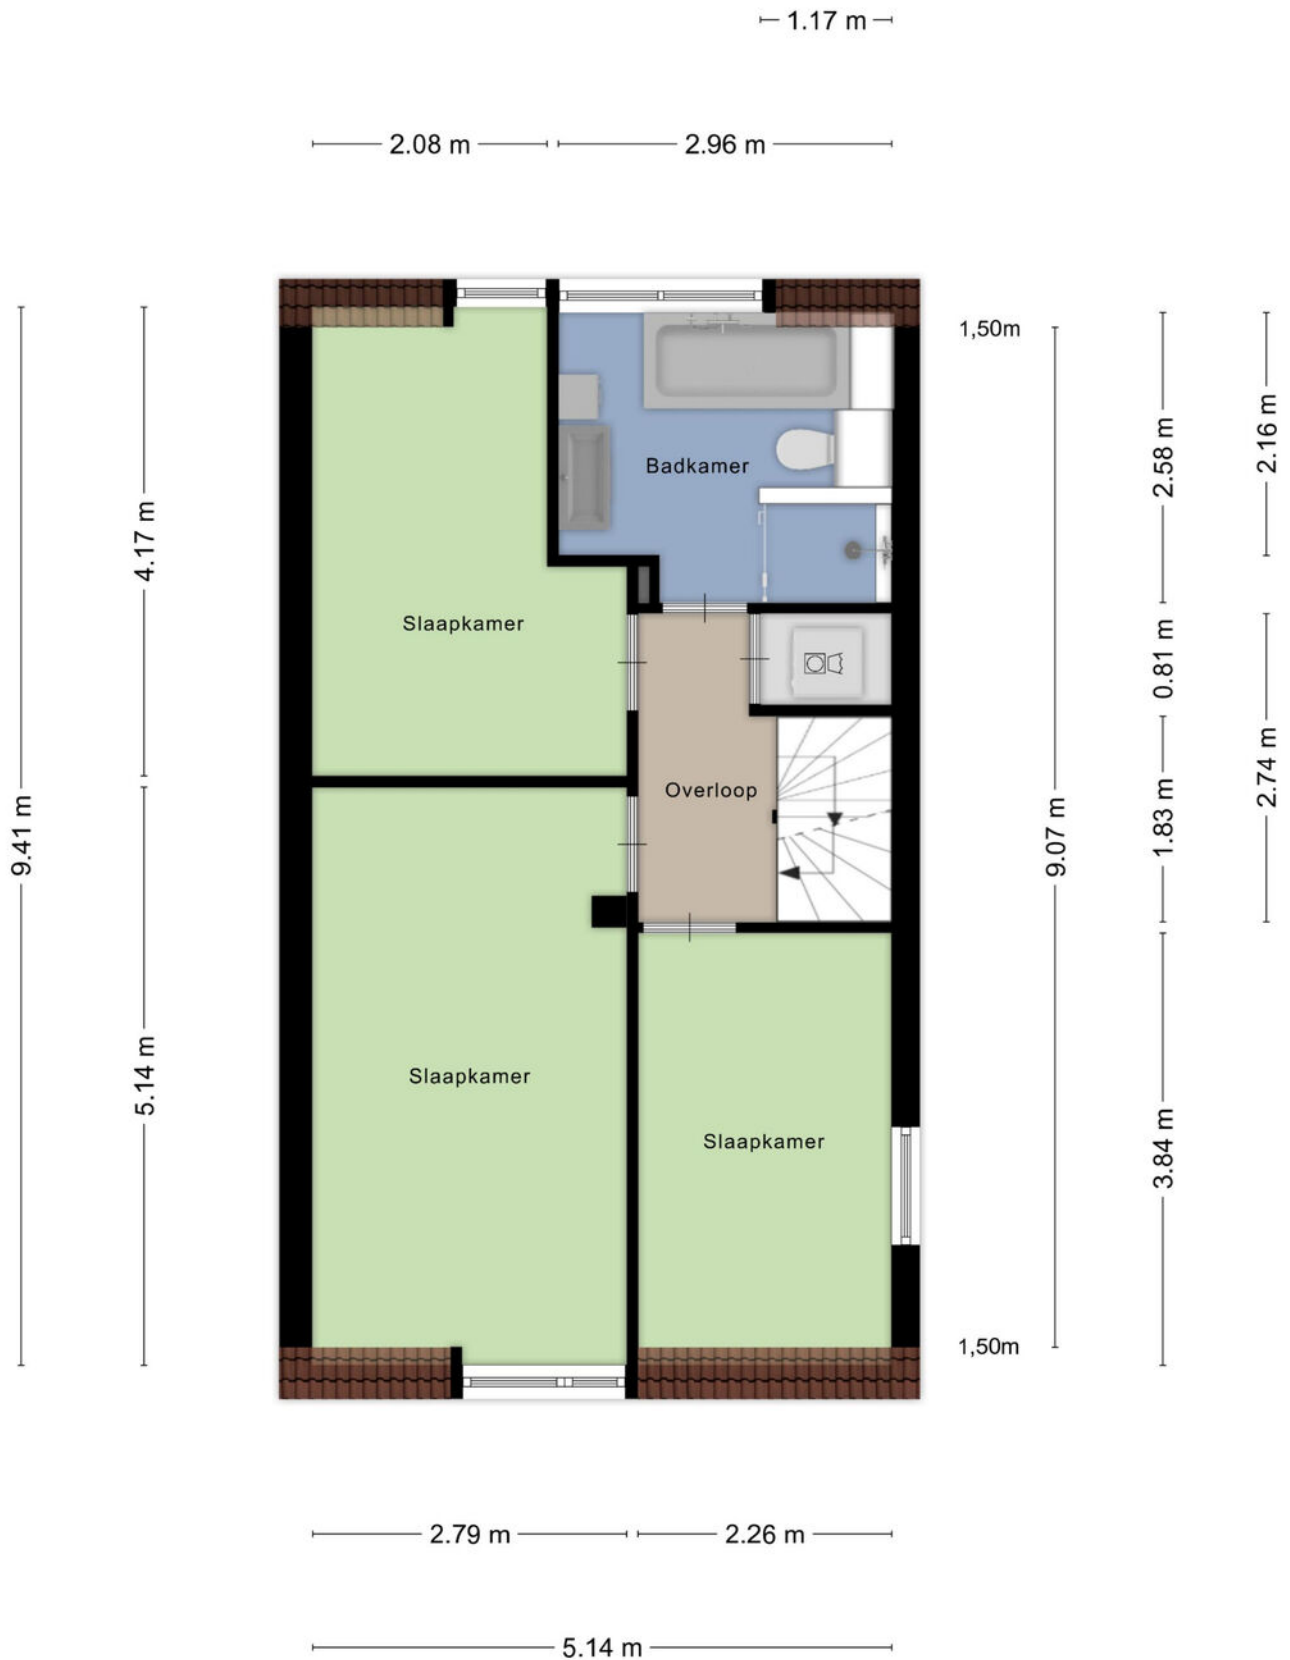 1.17 m
2.08 m
2.96 m
1,50m
2.16 m
2.58 m
Badkamer
4.17 m
Slaapkamer
0.81 m
2.74 m
Overloop
1.83 m
9.41 m
9.07 m
5.14 m
Slaapkamer
Slaapkamer
3.84 m
1,50m
2.79 m
2.26 m
5.14 m